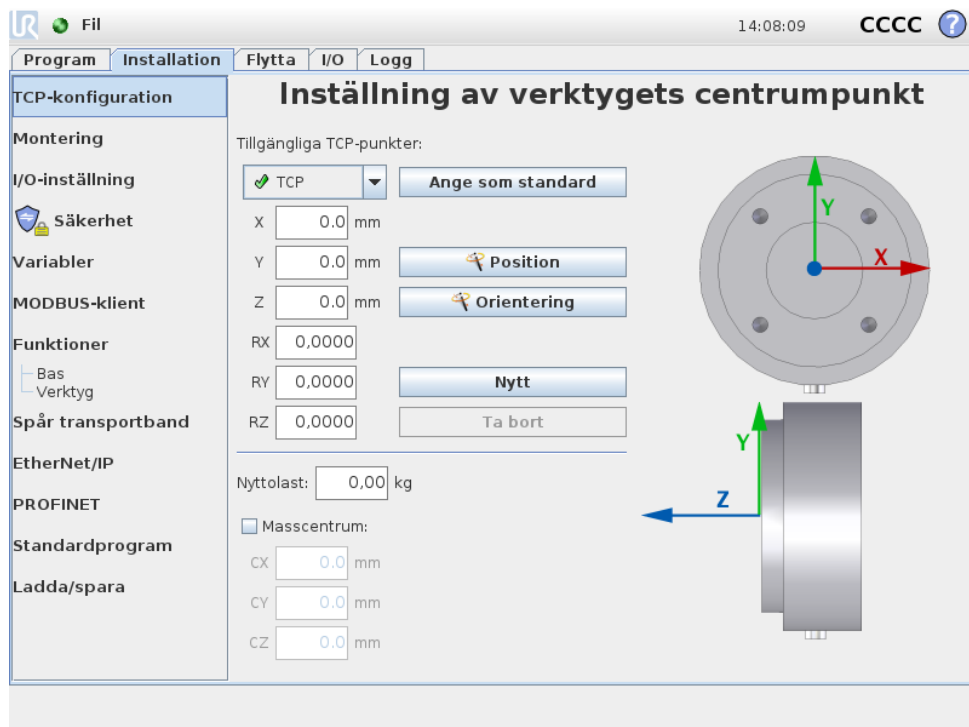 UR Fil 14:08:09 CCCC ?
Program Installation Flytta I/O Logg
TCP-konfiguration
Montering
I/O-inställning
Säkerhet
Variabler
MODBUS-klient
Funktioner
Bas
Verktyg
Spår transportband
EtherNet/IP
PROFINET
Standardprogram
Ladda/spara
Inställning av verktygets centrumpunkt
Tillgängliga TCP-punkter:
TCP Ange som standard
X 0.0 mm
Y 0.0 mm Position
Z 0.0 mm Orientering
RX 0,0000
RY 0,0000 Nytt
RZ 0,0000 Ta bort
Nyttolast: 0,00 kg
Masscentrum:
CX 0.0 mm
CY 0.0 mm
CZ 0.0 mm
Y
X
Y
Z